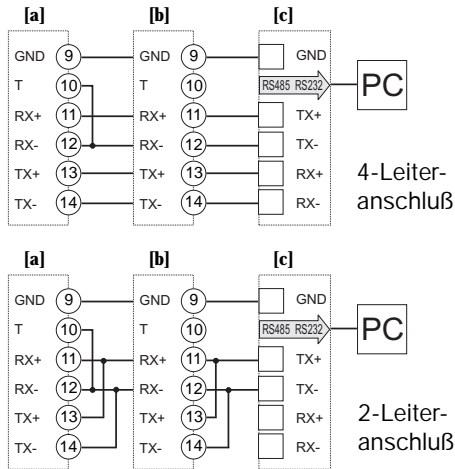 [a] [b] [c]
GND 9 GND 9 GND
T 10 T 10 RS485 RS232 PC
RX+ 11 RX+ 11 TX+
RX- 12 RX- 12 TX-
TX+ 13 TX+ 13 RX+
TX- 14 TX- 14 RX-
4-Leiter-
anschluß
[a] [b] [c]
GND 9 GND 9 GND
T 10 T 10 RS485 RS232 PC
RX+ 11 RX+ 11 TX+
RX- 12 RX- 12 TX-
TX+ 13 TX+ 13 RX+
TX- 14 TX- 14 RX-
2-Leiter-
anschluß